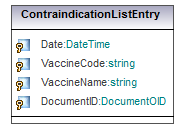 ContraindicationListEntry
Date:DateTime
VaccineCode:string
VaccineName:string
DocumentID:DocumentOID